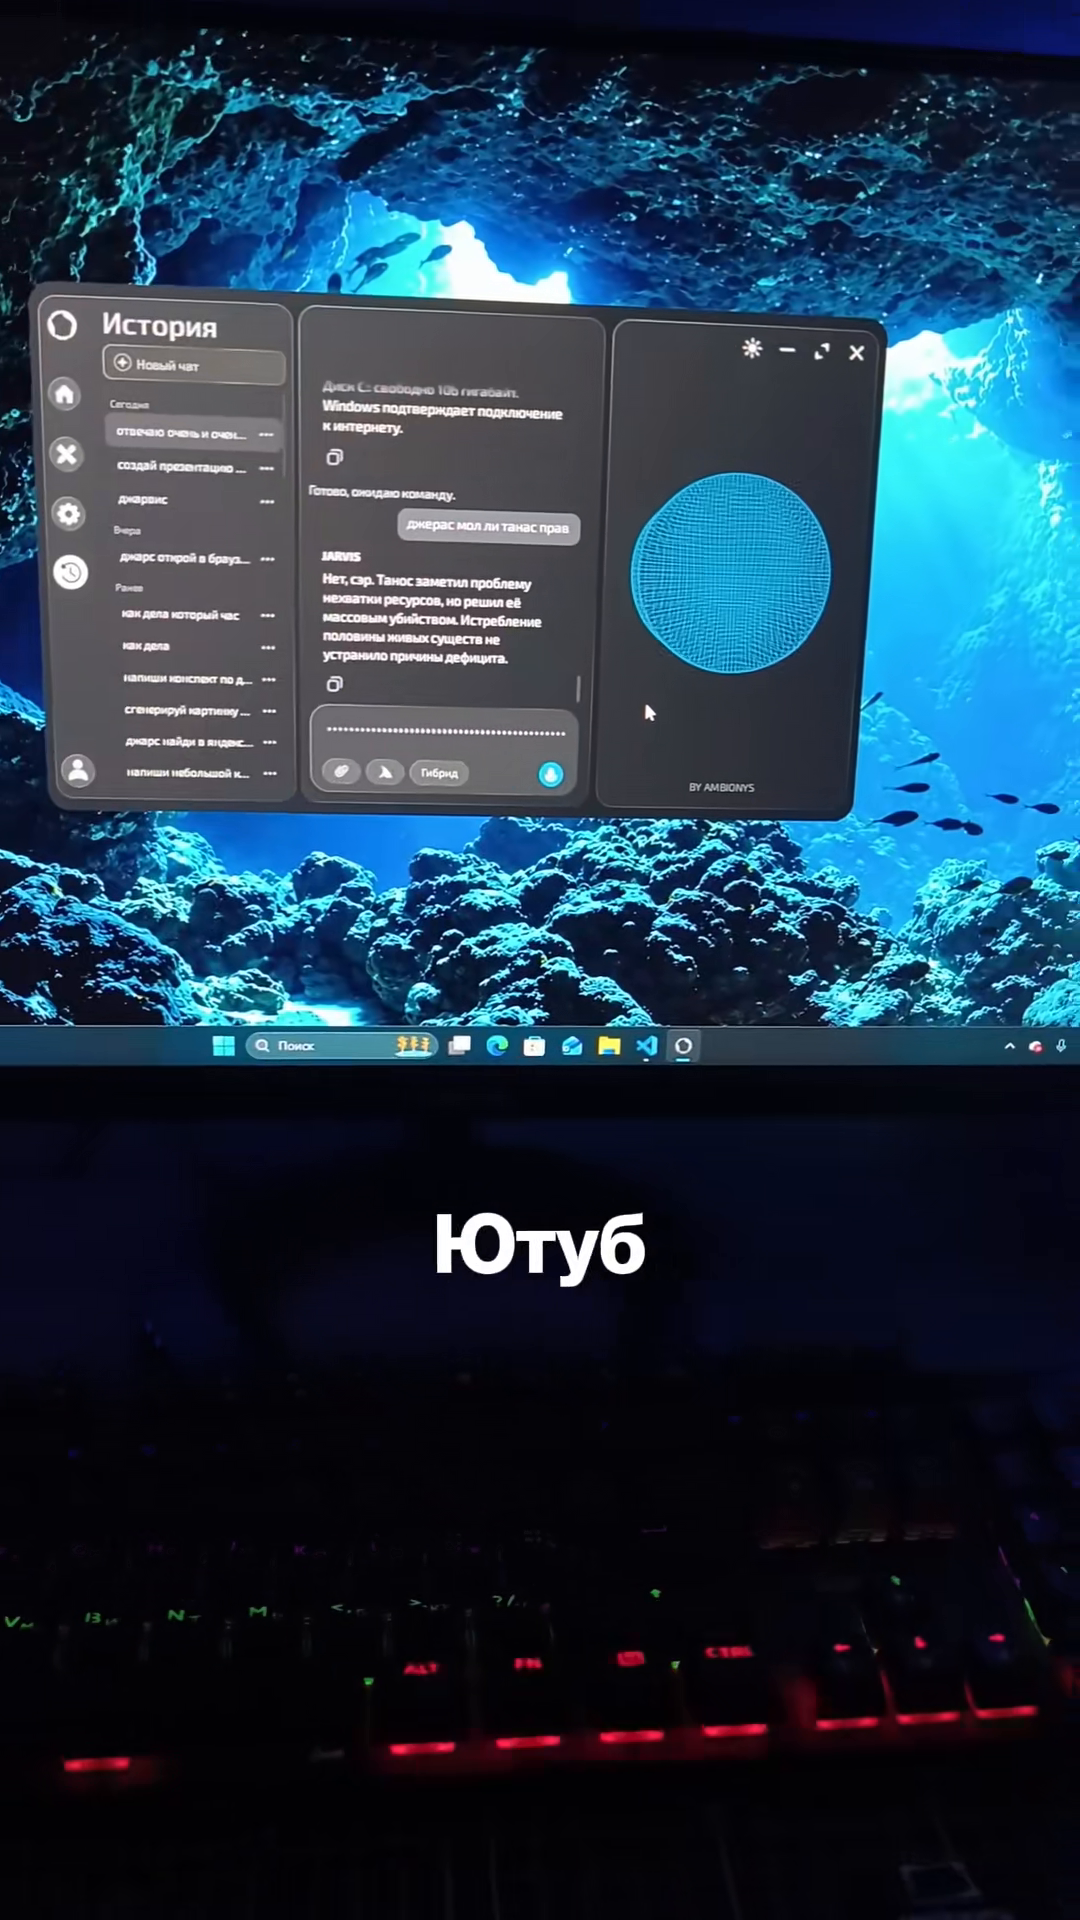 История
Новый чат
Сегодня
отвечаю очень и очен...
создай презентацию ...
джарвис
Вчера
джарс открой в брауз...
Ранее
как дела который час
как дела
напиши конспект по д...
сгенерируй картинку ...
джарс найди в яндекс...
напиши небольшой к...
Диск C: свободно 106 гигабайт.
Windows подтверждает подключение
к интернету.
Готово, ожидаю команду.
джерас мол ли танас прав
JARVIS
Нет, сэр. Танос заметил проблему
нехватки ресурсов, но решил её
массовым убийством. Истребление
половины живых существ не
устранило причины дефицита.
Гибрид
BY AMBIONYS
Поиск
Ютуб
V
B
N
M
ALT
FN
CTRL